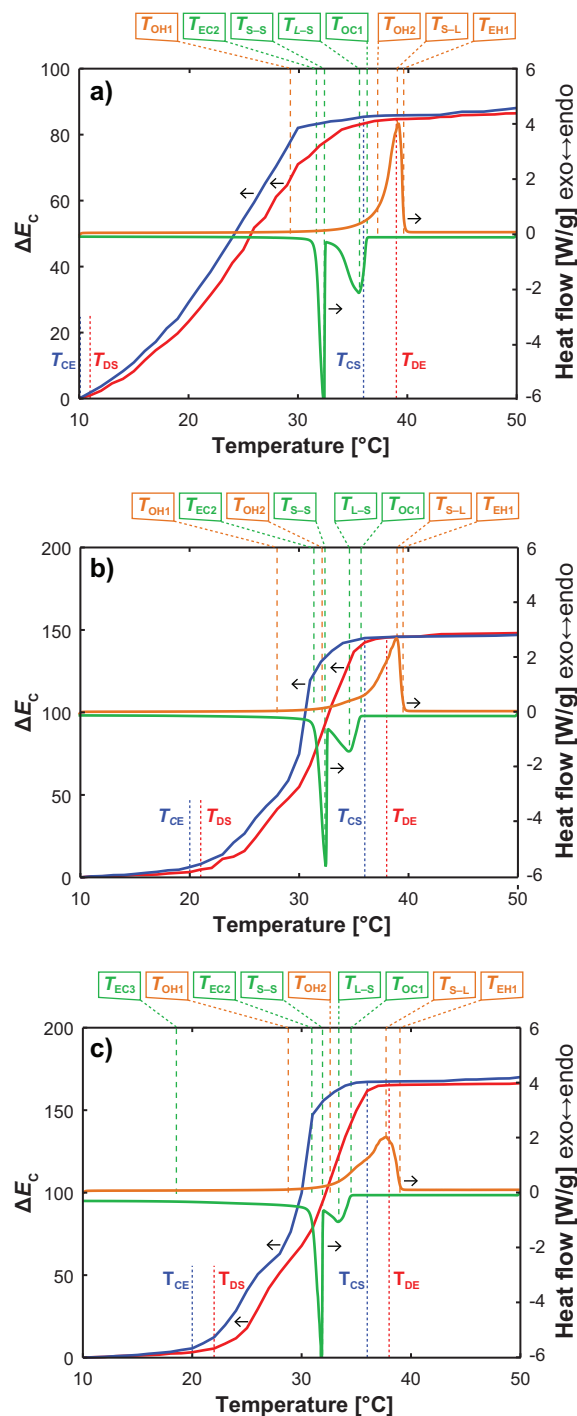 TOH1 TEC2 TS–S TL–S TOC1 TOH2 TS–L TEH1
a)
100 80 60 40 20 0
ΔEC
6 4 2 0 -2 -4 -6
Heat flow [W/g] exo↔endo
TCE TDS TCS TDE
10 20 30 40 50
Temperature [°C]
TOH1 TEC2 TOH2 TS–S TL–S TOC1 TS–L TEH1
b)
200 150 100 50 0
ΔEC
6 4 2 0 -2 -4 -6
Heat flow [W/g] exo↔endo
TCE TDS TCS TDE
10 20 30 40 50
Temperature [°C]
TEC3 TOH1 TEC2 TS–S TOH2 TL–S TOC1 TS–L TEH1
c)
200 150 100 50 0
ΔEC
6 4 2 0 -2 -4 -6
Heat flow [W/g] exo↔endo
TCE TDS TCS TDE
10 20 30 40 50
Temperature [°C]